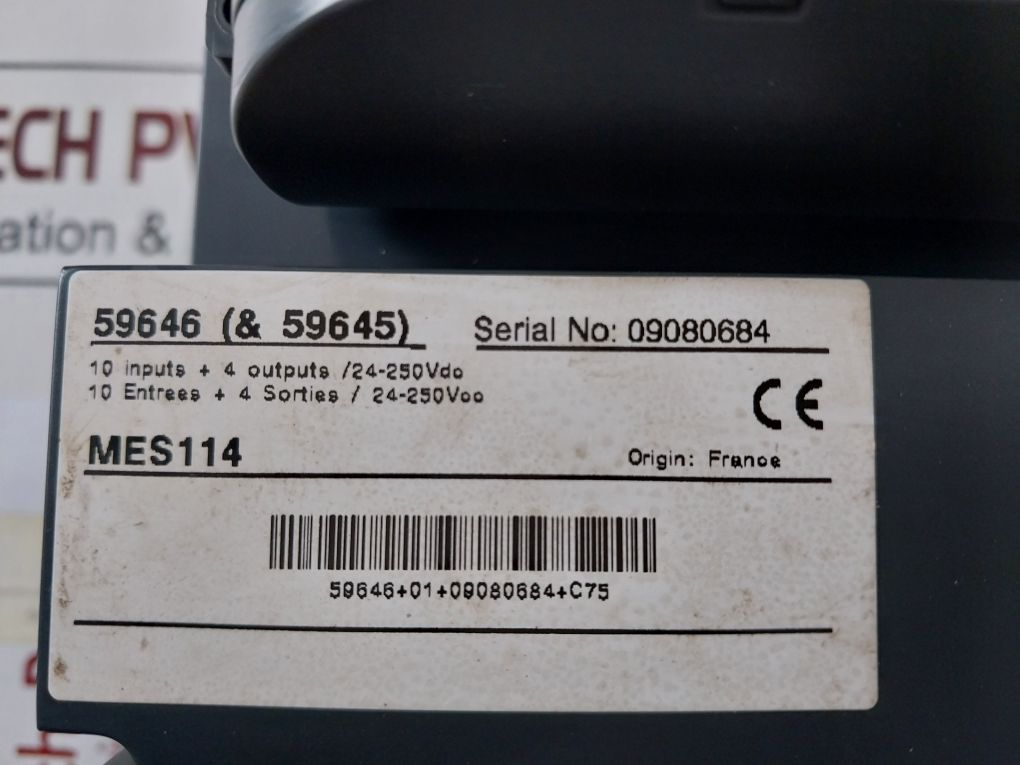 ECH PV
ation &
59646 (& 59645)
Serial No: 09080684
10 inputs + 4 outputs /24-250Vdc
10 Entrees + 4 Sorties / 24-250Vcc
CE
MES114
Origin: France
59646+01+09080684+C75